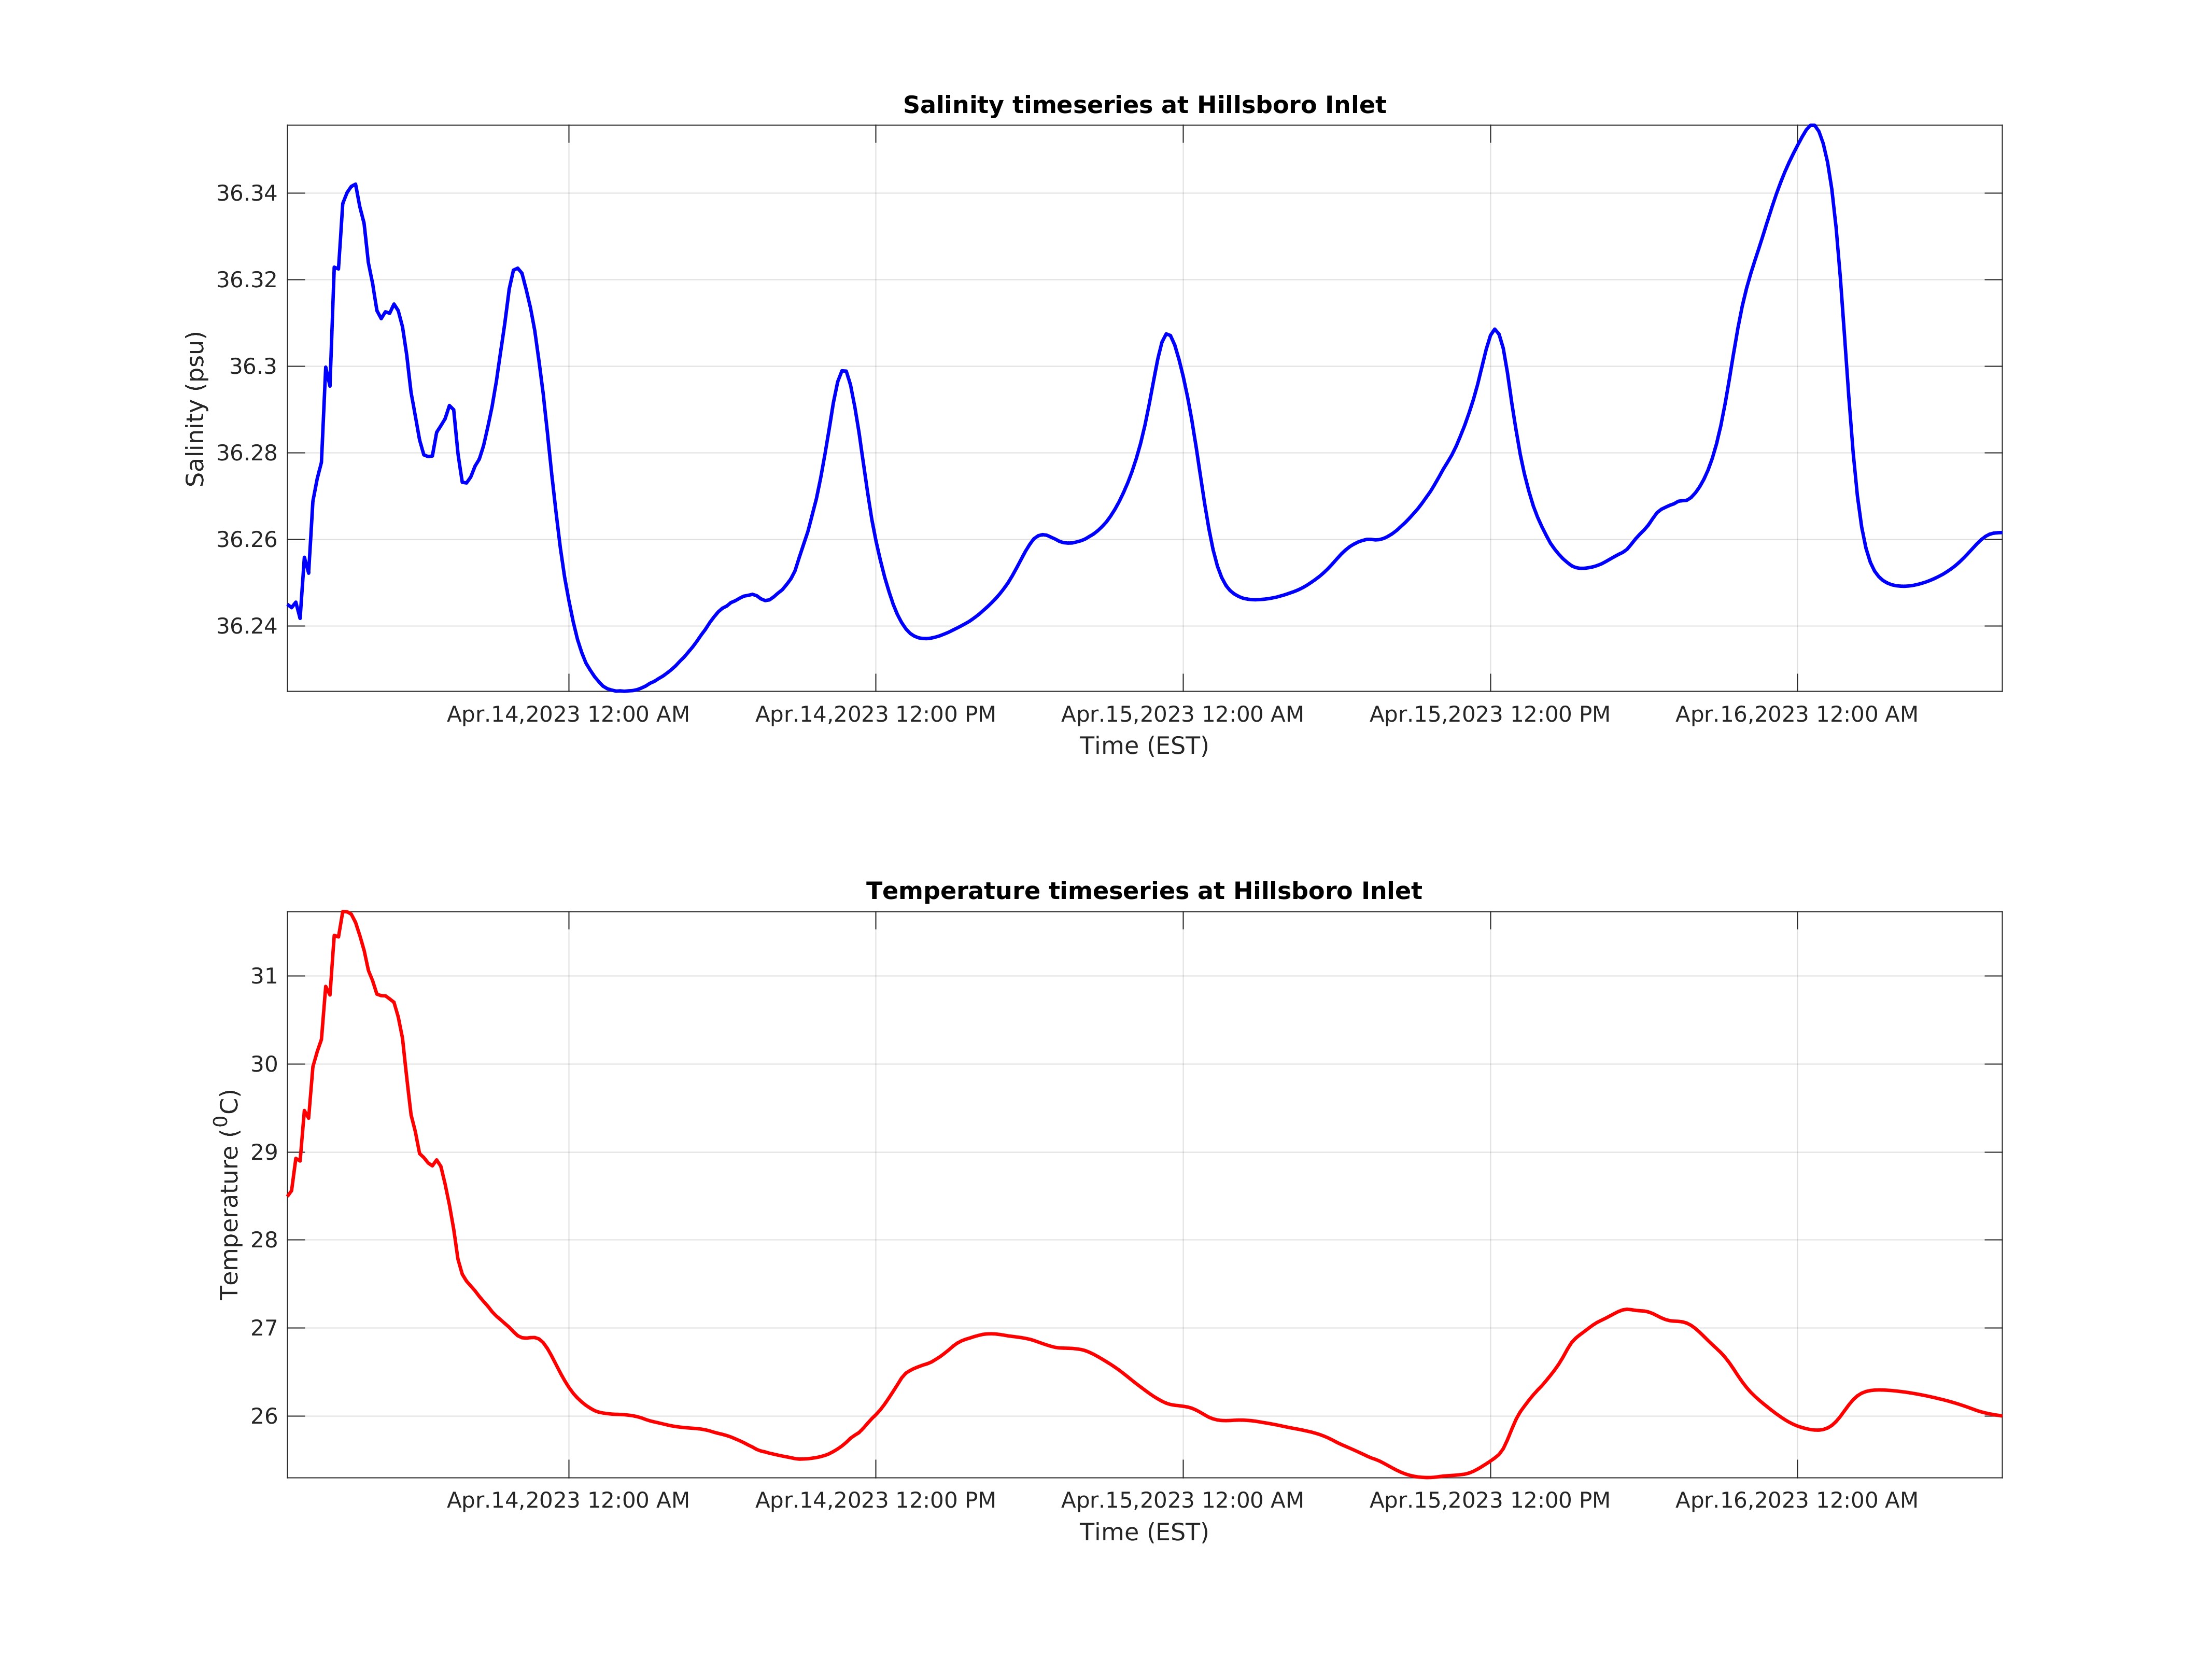 Salinity timeseries at Hillsboro Inlet
Salinity (psu)
36.34
36.32
36.3
36.28
36.26
36.24
Apr.14,2023 12:00 AM Apr.14,2023 12:00 PM Apr.15,2023 12:00 AM Apr.15,2023 12:00 PM Apr.16,2023 12:00 AM
Time (EST)
Temperature timeseries at Hillsboro Inlet
Temperature (⁰C)
31
30
29
28
27
26
Apr.14,2023 12:00 AM Apr.14,2023 12:00 PM Apr.15,2023 12:00 AM Apr.15,2023 12:00 PM Apr.16,2023 12:00 AM
Time (EST)